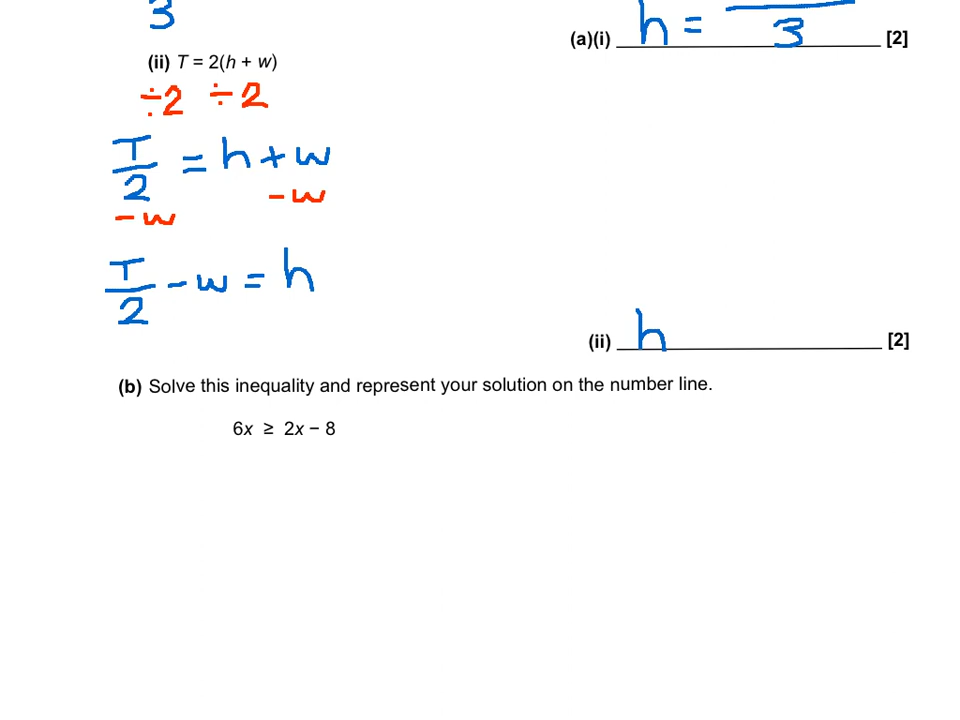 3
(a)(i) h = 3 [2]
(ii) T = 2(h + w)
÷2 ÷2
T/2 = h + w
- w - w
T/2 - w = h
(ii) h [2]
(b) Solve this inequality and represent your solution on the number line.
6x ≥ 2x − 8